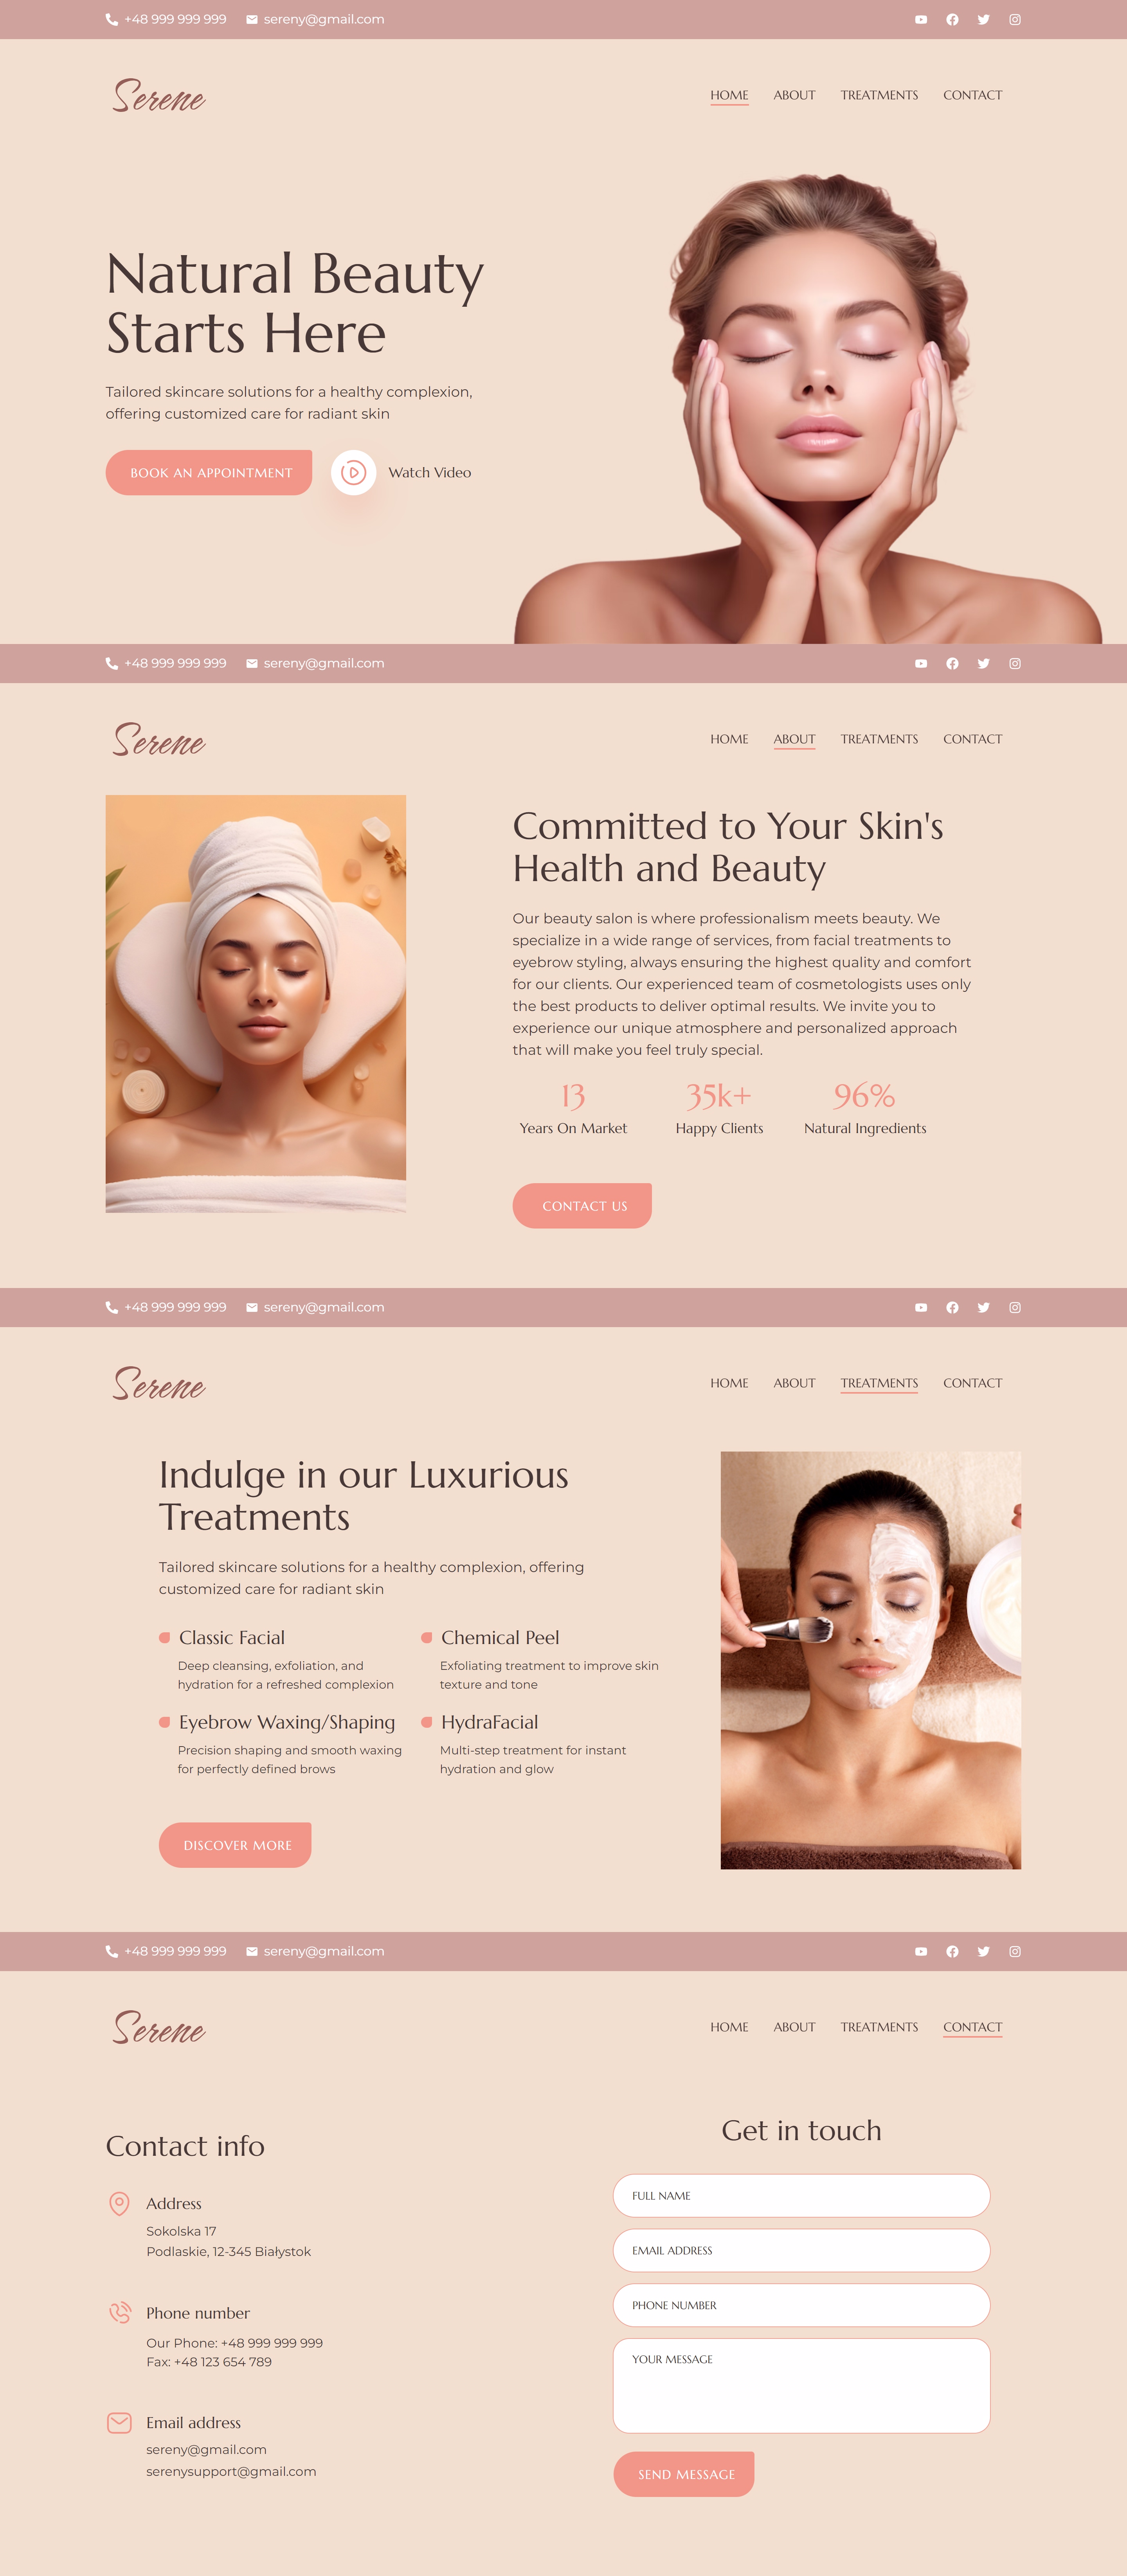 +48 999 999 999 sereny@gmail.com
Serene
HOME ABOUT TREATMENTS CONTACT
Natural Beauty
Starts Here
Tailored skincare solutions for a healthy complexion,
offering customized care for radiant skin
BOOK AN APPOINTMENT Watch Video
+48 999 999 999 sereny@gmail.com
Serene
HOME ABOUT TREATMENTS CONTACT
Committed to Your Skin's
Health and Beauty
Our beauty salon is where professionalism meets beauty. We
specialize in a wide range of services, from facial treatments to
eyebrow styling, always ensuring the highest quality and comfort
for our clients. Our experienced team of cosmetologists uses only
the best products to deliver optimal results. We invite you to
experience our unique atmosphere and personalized approach
that will make you feel truly special.
13 35k+ 96%
Years On Market Happy Clients Natural Ingredients
CONTACT US
+48 999 999 999 sereny@gmail.com
Serene
HOME ABOUT TREATMENTS CONTACT
Indulge in our Luxurious
Treatments
Tailored skincare solutions for a healthy complexion, offering
customized care for radiant skin
Classic Facial
Deep cleansing, exfoliation, and
hydration for a refreshed complexion
Chemical Peel
Exfoliating treatment to improve skin
texture and tone
Eyebrow Waxing/Shaping
Precision shaping and smooth waxing
for perfectly defined brows
HydraFacial
Multi-step treatment for instant
hydration and glow
DISCOVER MORE
+48 999 999 999 sereny@gmail.com
Serene
HOME ABOUT TREATMENTS CONTACT
Contact info
Address
Sokolska 17
Podlaskie, 12-345 Białystok
Phone number
Our Phone: +48 999 999 999
Fax: +48 123 654 789
Email address
sereny@gmail.com
serenysupport@gmail.com
Get in touch
FULL NAME
EMAIL ADDRESS
PHONE NUMBER
YOUR MESSAGE
SEND MESSAGE